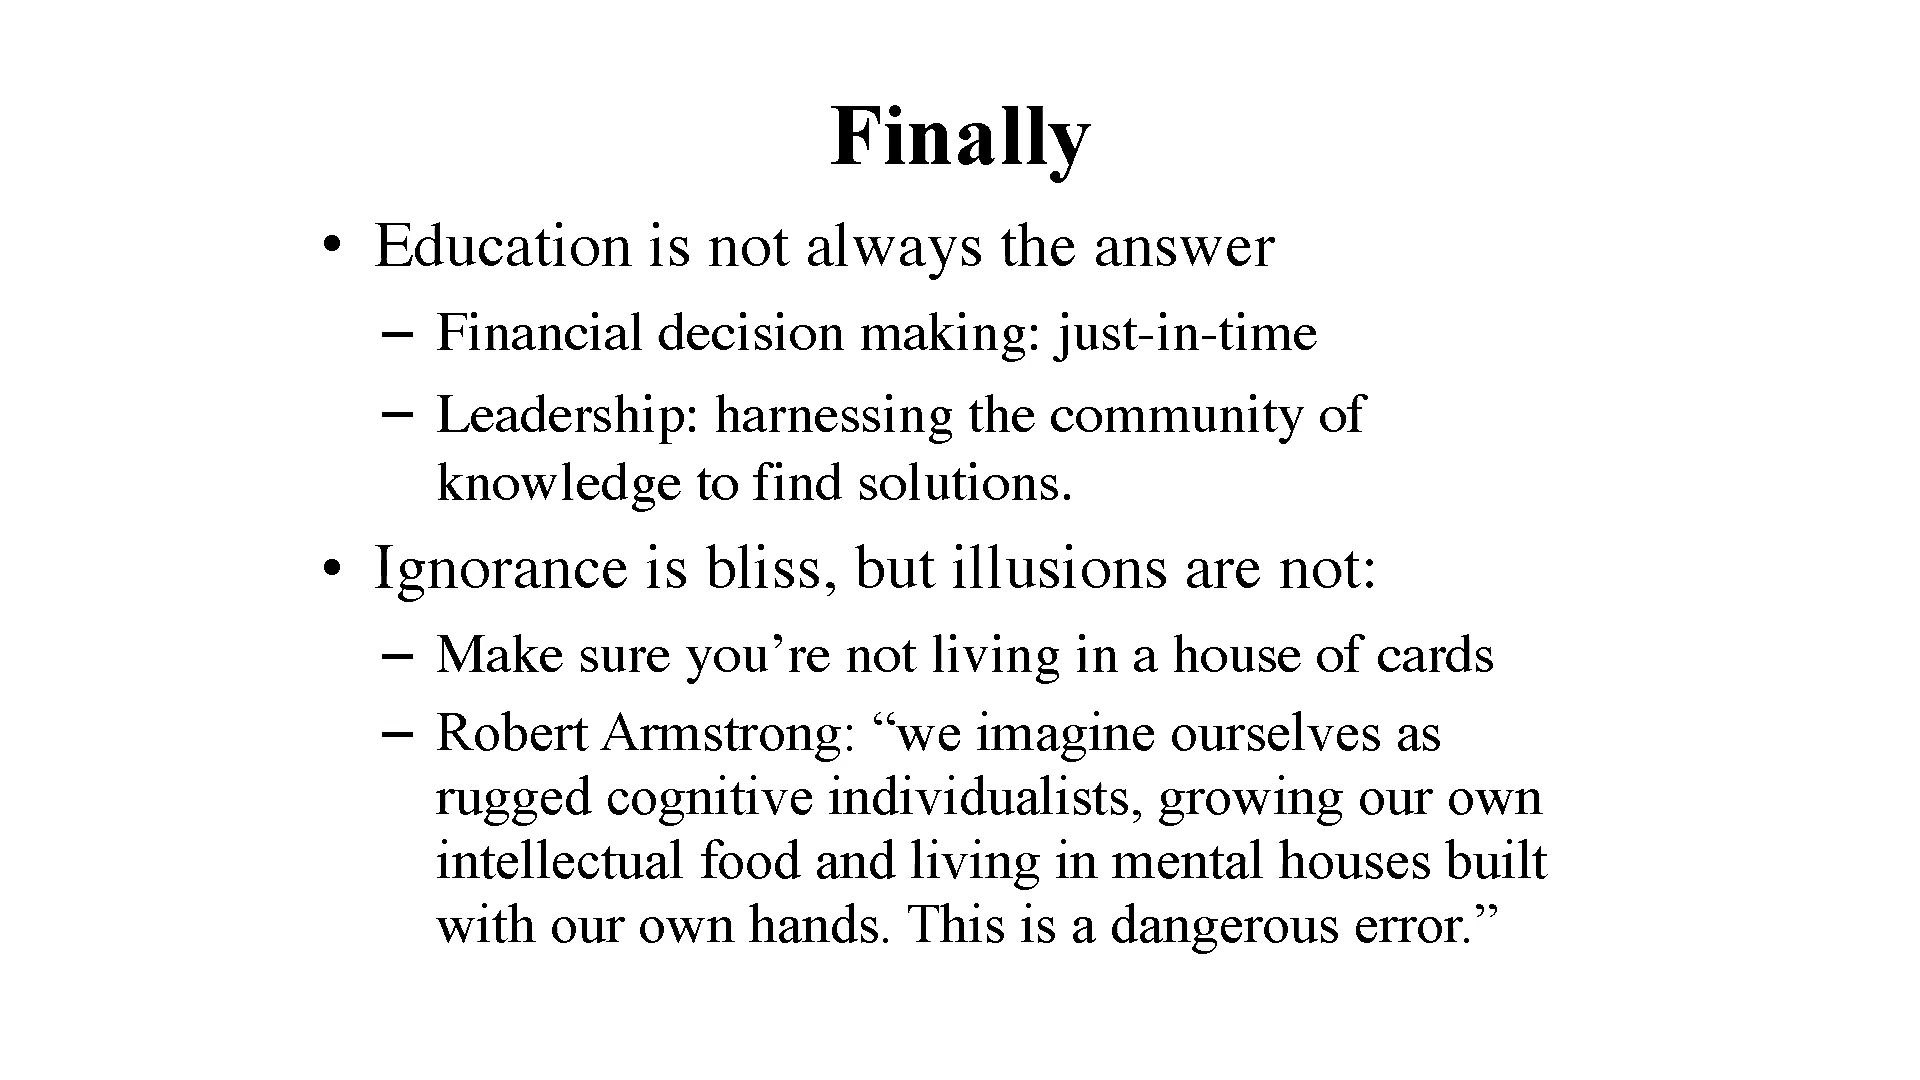 Finally
• Education is not always the answer
– Financial decision making: just-in-time
– Leadership: harnessing the community of
knowledge to find solutions.
• Ignorance is bliss, but illusions are not:
– Make sure you’re not living in a house of cards
– Robert Armstrong: “we imagine ourselves as
rugged cognitive individualists, growing our own
intellectual food and living in mental houses built
with our own hands. This is a dangerous error.”